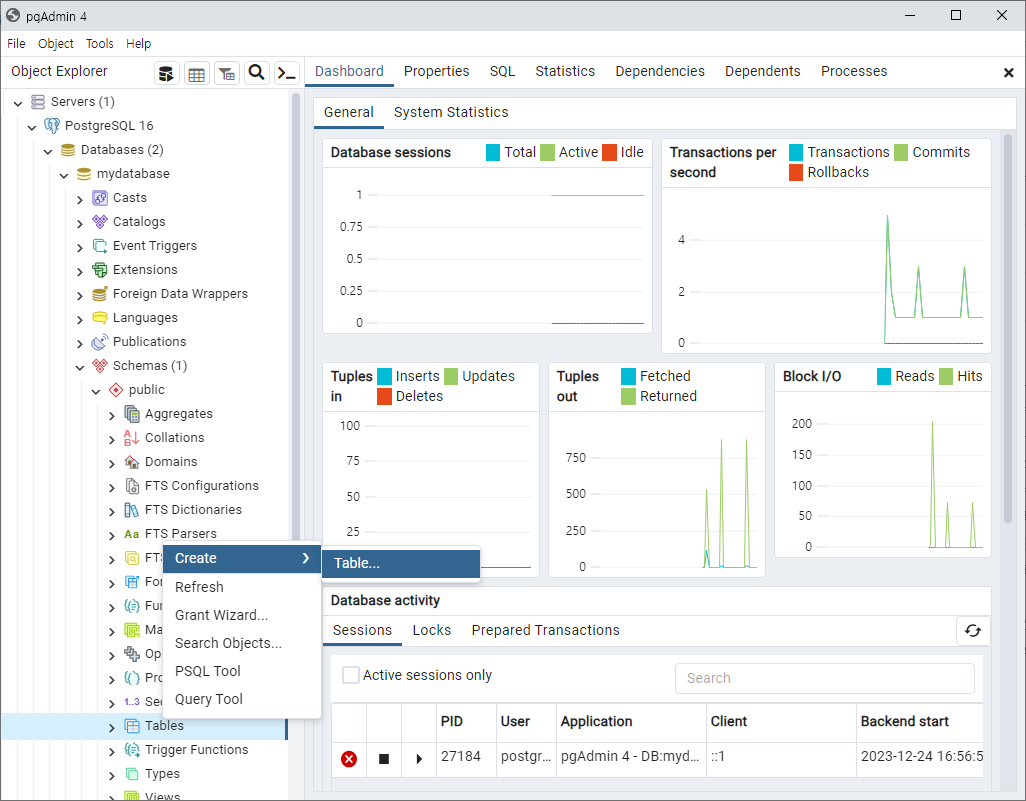 pgAdmin 4
File Object Tools Help
Object Explorer
Dashboard Properties SQL Statistics Dependencies Dependents Processes
Servers (1)
PostgreSQL 16
Databases (2)
mydatabase
Casts
Catalogs
Event Triggers
Extensions
Foreign Data Wrappers
Languages
Publications
Schemas (1)
public
Aggregates
Collations
Domains
FTS Configurations
FTS Dictionaries
Aa FTS Parsers
FTS
For
Fun
Ma
Op
Pro
1..3 Sec
Tables
Trigger Functions
Types
Views
Create
Table...
Refresh
Grant Wizard...
Search Objects...
PSQL Tool
Query Tool
General System Statistics
Database sessions Total Active Idle
1
0.75
0.5
0.25
0
Transactions per second Transactions Commits
Rollbacks
4
2
0
Tuples in Inserts Updates
Deletes
100
75
50
25
Tuples out Fetched
Returned
750
500
250
0
Block I/O Reads Hits
200
150
100
50
0
Database activity
Sessions Locks Prepared Transactions
Active sessions only
Search
PID User Application Client Backend start
27184 postgr... pgAdmin 4 - DB:myd... ::1 2023-12-24 16:56:5